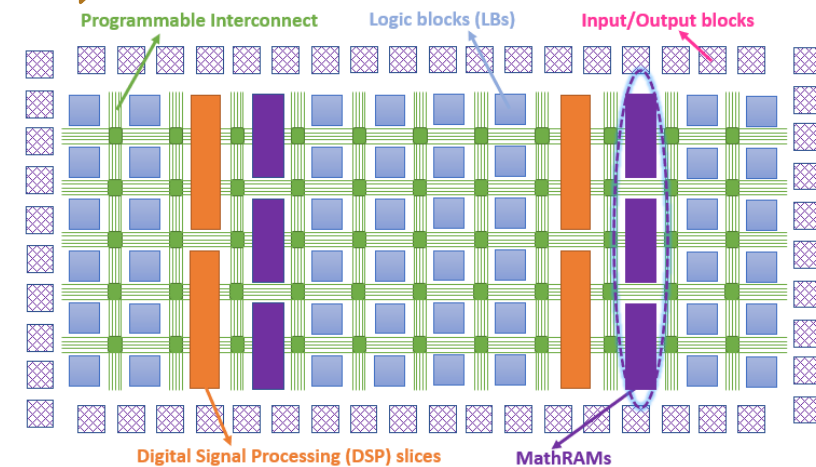 Programmable Interconnect
Logic blocks (LBs)
Input/Output blocks
Digital Signal Processing (DSP) slices
MathRAMs